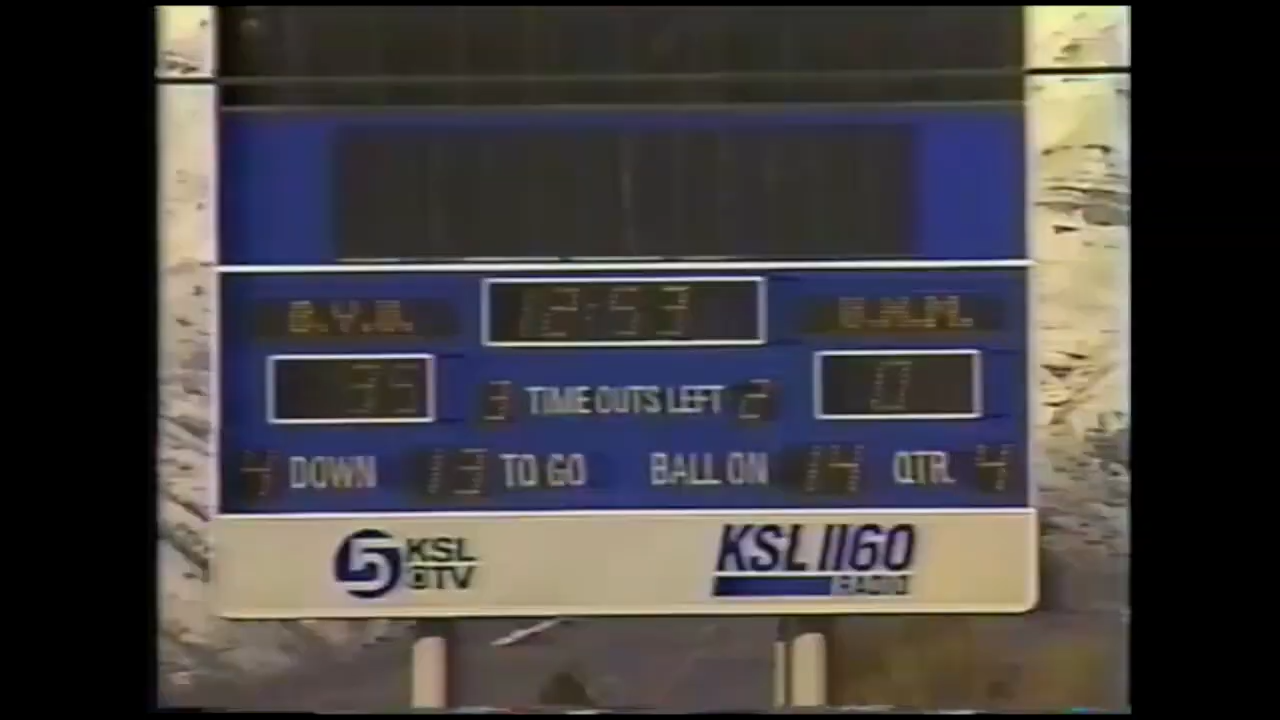 B.Y.U. 12:53 U.N.M.
35 3 TIME OUTS LEFT 2 0
4 DOWN 13 TO GO BALL ON 14 QTR. 4
5 KSL TV KSL 1160
RADIO